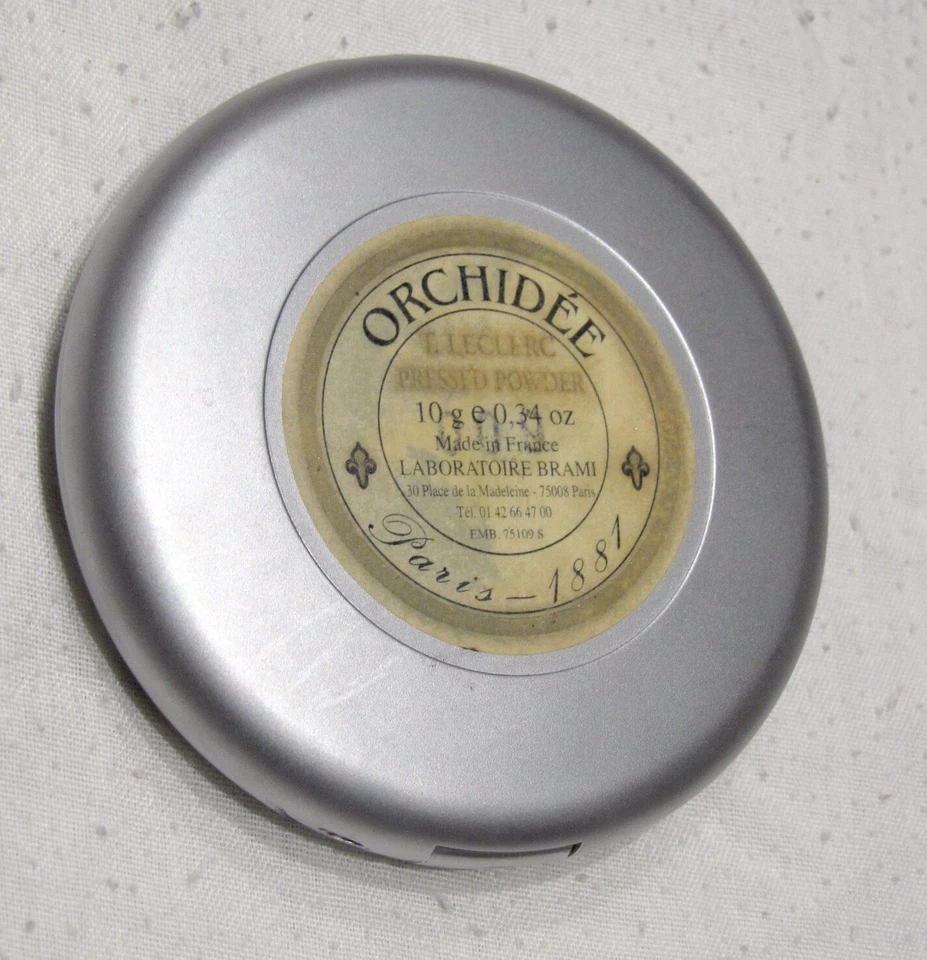 ORCHIDÉE
T. LECLERC
PRESSED POWDER
10 g e 0,34 oz
Made in France
LABORATOIRE BRAMI
30 Place de la Madeleine - 75008 Paris
Tél. 01 42 66 47 00
EMB. 75109 S
Paris - 1881